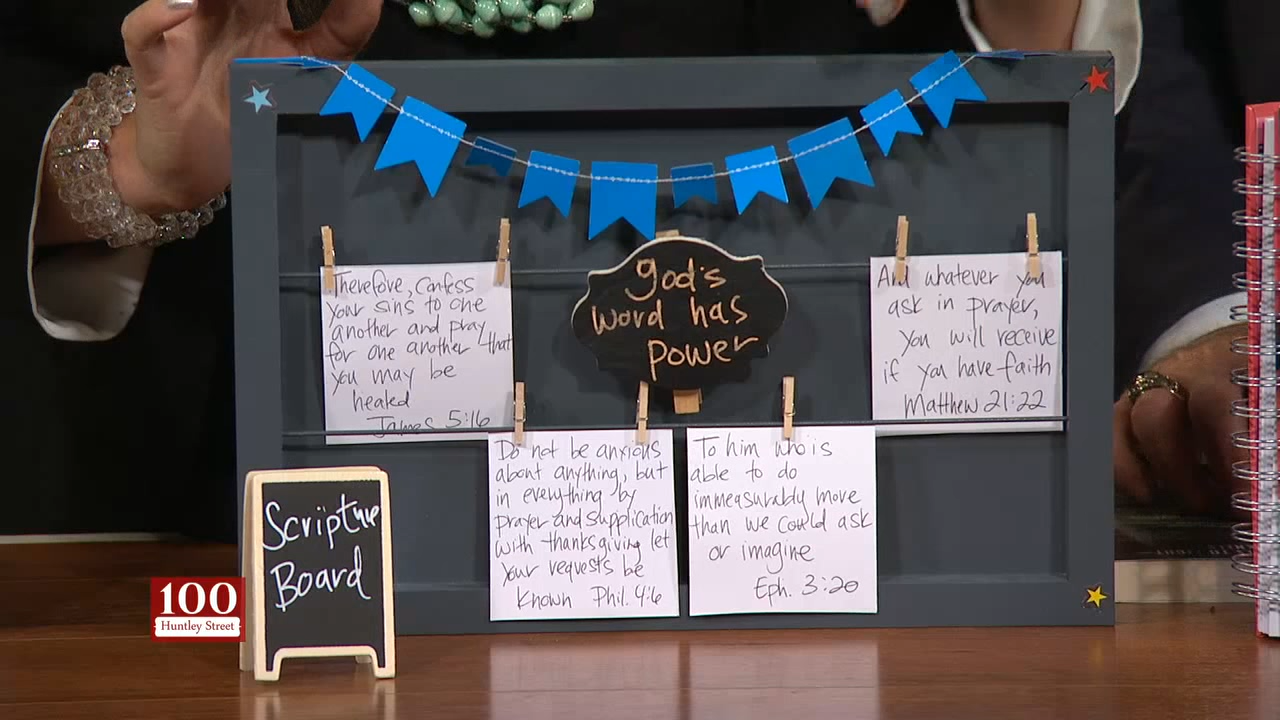 god's
word has
power
Therefore, confess
your sins to one
another and pray
for one another that
you may be
healed
James 5:16
And whatever you
ask in prayer,
you will receive
if you have faith
Matthew 21:22
Do not be anxious
about anything, but
in everything by
prayer and supplication
with thanksgiving let
your requests be
Known Phil. 4:6
To him who is
able to do
immeasurably more
than we could ask
or imagine
Eph. 3:20
Scripture
Board
100
Huntley Street